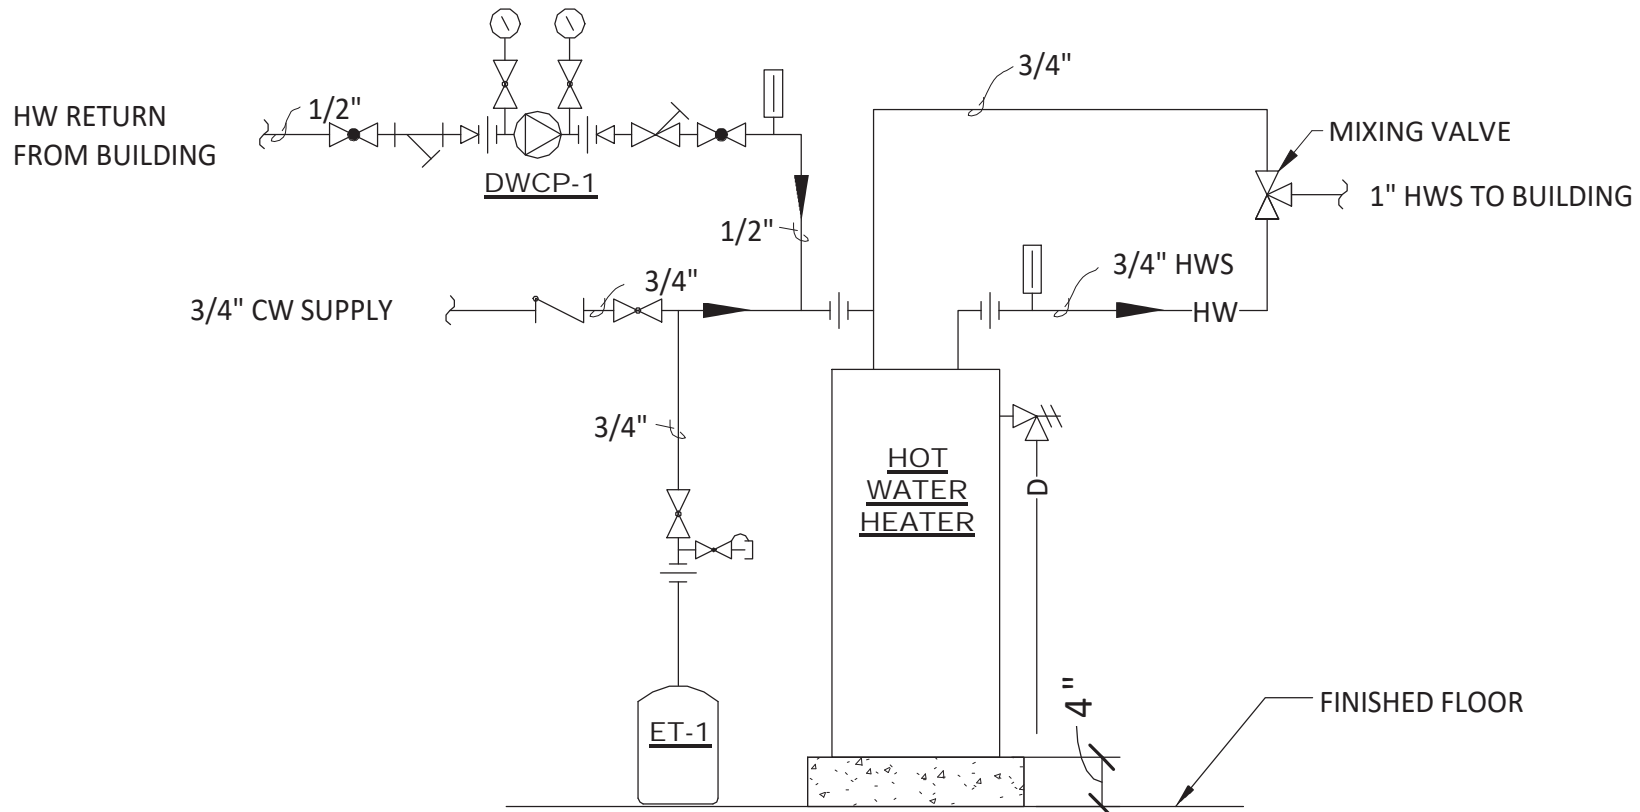 3/4"
HW RETURN
FROM BUILDING
1/2"
MIXING VALVE
DWCP-1
1" HWS TO BUILDING
1/2"
3/4" HWS
3/4"
3/4" CW SUPPLY
HW
3/4"
HOT
WATER
HEATER
D
4"
FINISHED FLOOR
ET-1